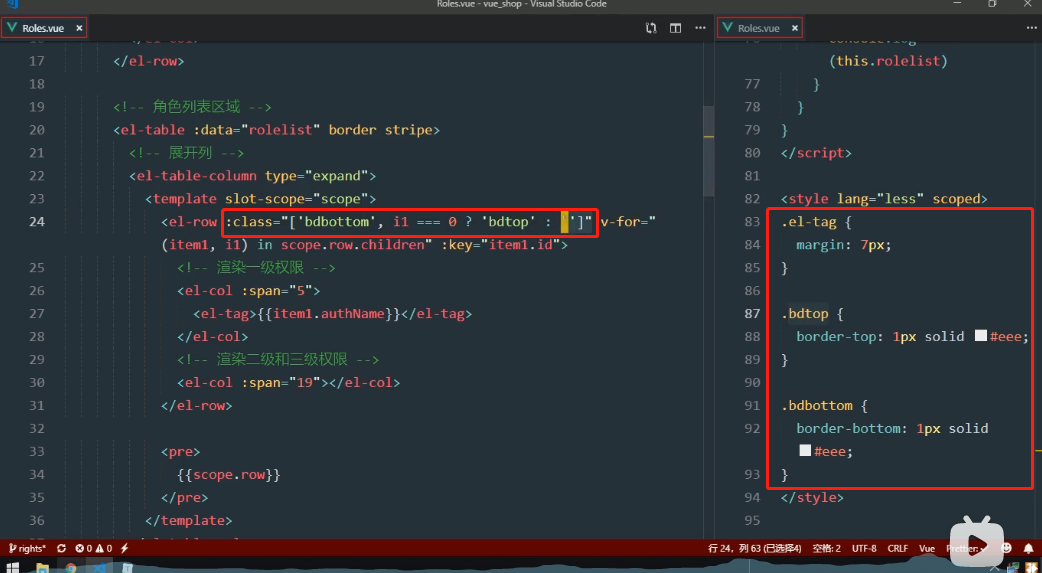 Roles.vue - vue_shop - Visual Studio Code
Roles.vue ×
17 </el-row>
18
19 <!-- 角色列表区域 -->
20 <el-table :data="rolelist" border stripe>
21 <!-- 展开列 -->
22 <el-table-column type="expand">
23 <template slot-scope="scope">
24 <el-row :class="['bdbottom', i1 === 0 ? 'bdtop' : '']" v-for="
(item1, i1) in scope.row.children" :key="item1.id">
25 <!-- 渲染一级权限 -->
26 <el-col :span="5">
27 <el-tag>{{item1.authName}}</el-tag>
28 </el-col>
29 <!-- 渲染二级和三级权限 -->
30 <el-col :span="19"></el-col>
31 </el-row>
32
33 <pre>
34 {{scope.row}}
35 </pre>
36 </template>
Roles.vue ×
(this.rolelist)
77 }
78 }
79 }
80 </script>
81
82 <style lang="less" scoped>
83 .el-tag {
84 margin: 7px;
85 }
86
87 .bdtop {
88 border-top: 1px solid #eee;
89 }
90
91 .bdbottom {
92 border-bottom: 1px solid
#eee;
93 }
94 </style>
95
rights* 0 0 行 24，列 63 (已选择4) 空格: 2 UTF-8 CRLF Vue Prettier: ✓